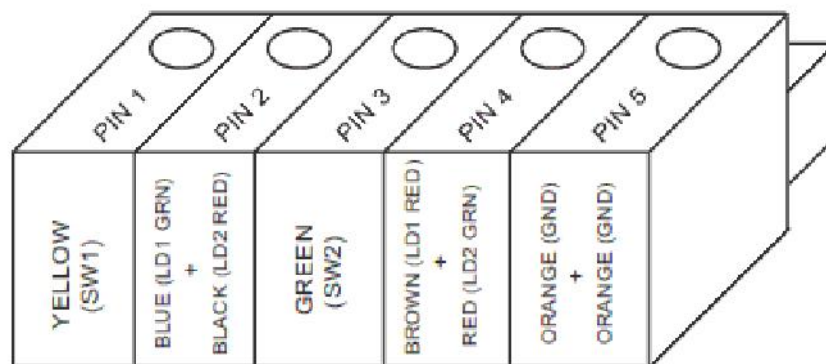 PIN 1
PIN 2
PIN 3
PIN 4
PIN 5
YELLOW
(SW1)
BLUE (LD1 GRN)
+
BLACK (LD2 RED)
GREEN
(SW2)
BROWN (LD1 RED)
+
RED (LD2 GRN)
ORANGE (GND)
+
ORANGE (GND)